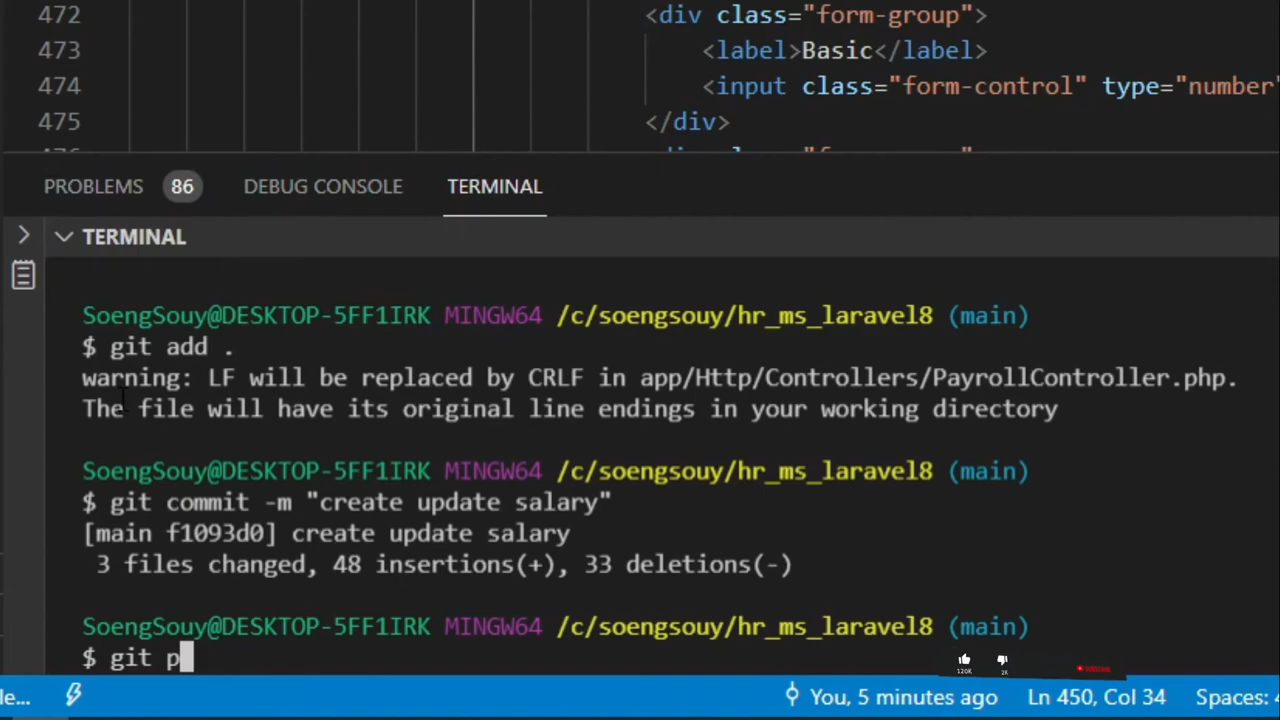 472 <div class="form-group">
473 <label>Basic</label>
474 <input class="form-control" type="number"
475 </div>
PROBLEMS 86 DEBUG CONSOLE TERMINAL
TERMINAL
SoengSouy@DESKTOP-5FF1IRK MINGW64 /c/soengsouy/hr_ms_laravel8 (main)
$ git add .
warning: LF will be replaced by CRLF in app/Http/Controllers/PayrollController.php.
The file will have its original line endings in your working directory
SoengSouy@DESKTOP-5FF1IRK MINGW64 /c/soengsouy/hr_ms_laravel8 (main)
$ git commit -m "create update salary"
[main f1093d0] create update salary
3 files changed, 48 insertions(+), 33 deletions(-)
SoengSouy@DESKTOP-5FF1IRK MINGW64 /c/soengsouy/hr_ms_laravel8 (main)
$ git p
120K 2K
le... You, 5 minutes ago Ln 450, Col 34 Spaces: